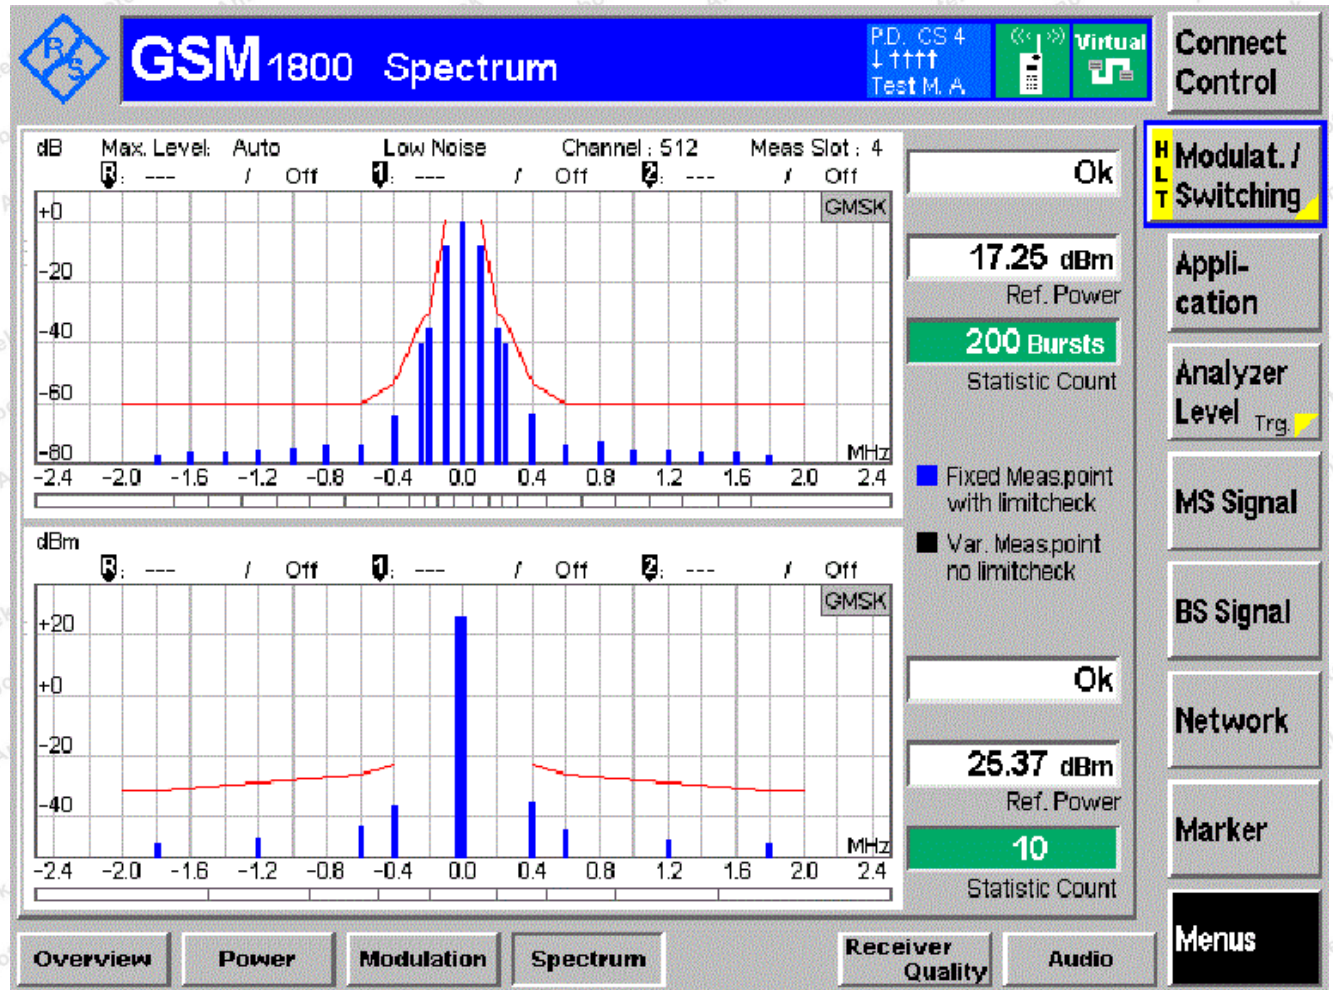 R/S
GSM 1800 Spectrum
P.D. CS 4
↓↑↑↑↑
Test M. A
Virtual
Connect
Control
dB Max. Level: Auto Low Noise Channel : 512 Meas Slot : 4
R: --- / Off 1: --- / Off 2: --- / Off
GMSK
+0
-20
-40
-60
-80
MHz
-2.4 -2.0 -1.6 -1.2 -0.8 -0.4 0.0 0.4 0.8 1.2 1.6 2.0 2.4
Ok
17.25 dBm
Ref. Power
200 Bursts
Statistic Count
Fixed Meas.point
with limitcheck
Var. Meas.point
no limitcheck
dBm
R: --- / Off 1: --- / Off 2: --- / Off
GMSK
+20
+0
-20
-40
MHz
-2.4 -2.0 -1.6 -1.2 -0.8 -0.4 0.0 0.4 0.8 1.2 1.6 2.0 2.4
Ok
25.37 dBm
Ref. Power
10
Statistic Count
HLT
Modulat. /
Switching
Appli-
cation
Analyzer
Level Trg.
MS Signal
BS Signal
Network
Marker
Menus
Overview Power Modulation Spectrum Receiver
Quality Audio